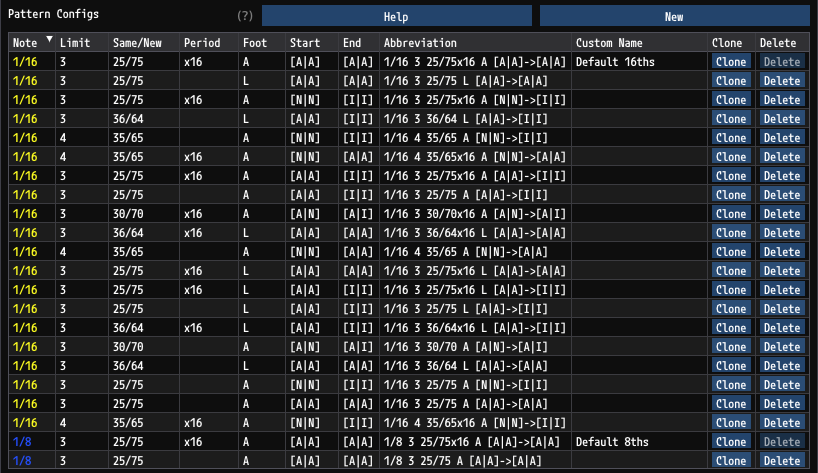 Pattern Configs (?) Help New
Note Limit Same/New Period Foot Start End Abbreviation Custom Name Clone Delete
1/16 3 25/75 x16 A [A|A] [A|A] 1/16 3 25/75x16 A [A|A]->[A|A] Default 16ths Clone Delete
1/16 3 25/75 L [A|A] [A|A] 1/16 3 25/75 L [A|A]->[A|A] Clone Delete
1/16 3 25/75 x16 A [N|N] [I|I] 1/16 3 25/75x16 A [N|N]->[I|I] Clone Delete
1/16 3 36/64 L [A|A] [I|I] 1/16 3 36/64 L [A|A]->[I|I] Clone Delete
1/16 4 35/65 A [N|N] [I|I] 1/16 4 35/65 A [N|N]->[I|I] Clone Delete
1/16 4 35/65 x16 A [N|N] [A|A] 1/16 4 35/65x16 A [N|N]->[A|A] Clone Delete
1/16 3 25/75 x16 A [A|A] [I|I] 1/16 3 25/75x16 A [A|A]->[I|I] Clone Delete
1/16 3 25/75 A [A|A] [I|I] 1/16 3 25/75 A [A|A]->[I|I] Clone Delete
1/16 3 30/70 x16 A [A|N] [A|I] 1/16 3 30/70x16 A [A|N]->[A|I] Clone Delete
1/16 3 36/64 x16 L [A|A] [A|A] 1/16 3 36/64x16 L [A|A]->[A|A] Clone Delete
1/16 4 35/65 A [N|N] [A|A] 1/16 4 35/65 A [N|N]->[A|A] Clone Delete
1/16 3 25/75 x16 L [A|A] [A|A] 1/16 3 25/75x16 L [A|A]->[A|A] Clone Delete
1/16 3 25/75 x16 L [A|A] [I|I] 1/16 3 25/75x16 L [A|A]->[I|I] Clone Delete
1/16 3 25/75 L [A|A] [I|I] 1/16 3 25/75 L [A|A]->[I|I] Clone Delete
1/16 3 36/64 x16 L [A|A] [I|I] 1/16 3 36/64x16 L [A|A]->[I|I] Clone Delete
1/16 3 30/70 A [A|N] [A|I] 1/16 3 30/70 A [A|N]->[A|I] Clone Delete
1/16 3 36/64 L [A|A] [A|A] 1/16 3 36/64 L [A|A]->[A|A] Clone Delete
1/16 3 25/75 A [N|N] [I|I] 1/16 3 25/75 A [N|N]->[I|I] Clone Delete
1/16 3 25/75 A [A|A] [A|A] 1/16 3 25/75 A [A|A]->[A|A] Clone Delete
1/16 4 35/65 x16 A [N|N] [I|I] 1/16 4 35/65x16 A [N|N]->[I|I] Clone Delete
1/8 3 25/75 x16 A [A|A] [A|A] 1/8 3 25/75x16 A [A|A]->[A|A] Default 8ths Clone Delete
1/8 3 25/75 A [A|A] [A|A] 1/8 3 25/75 A [A|A]->[A|A] Clone Delete